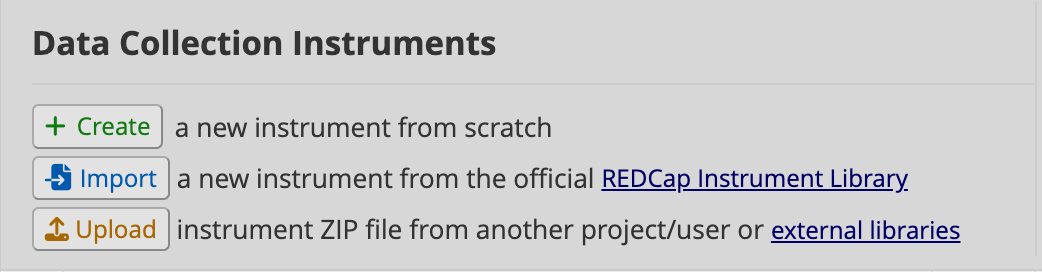 Data Collection Instruments
Create a new instrument from scratch
Import a new instrument from the official REDCap Instrument Library
Upload instrument ZIP file from another project/user or external libraries